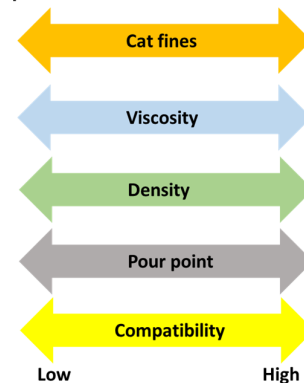 Cat fines
Viscosity
Density
Pour point
Compatibility
Low High